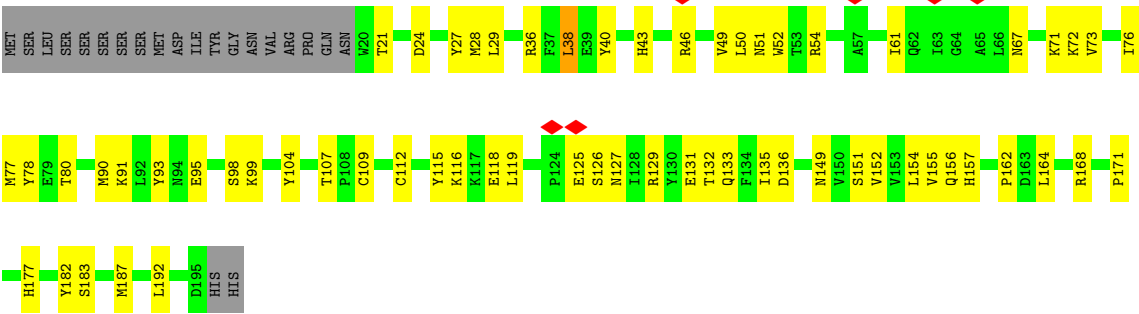 MET SER LEU SER SER SER SER SER MET ASP ILE TYR GLY ASN VAL ARG PRO GLN ASN W20 T21 D24 Y27 M28 L29 R36 F37 L38 E39 Y40 H43 R46 V49 L50 N51 W52 T53 R54 A57 I61 Q62 I63 G64 A65 L66 N67 K71 K72 V73 I76
M77 Y78 E79 T80 M90 K91 L92 Y93 N94 E95 S98 K99 Y104 T107 P108 C109 C112 Y115 K116 K117 E118 L119 P124 E125 S126 N127 I128 R129 Y130 E131 T132 Q133 F134 I135 D136 N149 V150 S151 V152 V153 L154 V155 Q156 H157 P162 D163 L164 R168 P171
H177 Y182 S183 M187 L192 D195 HIS HIS